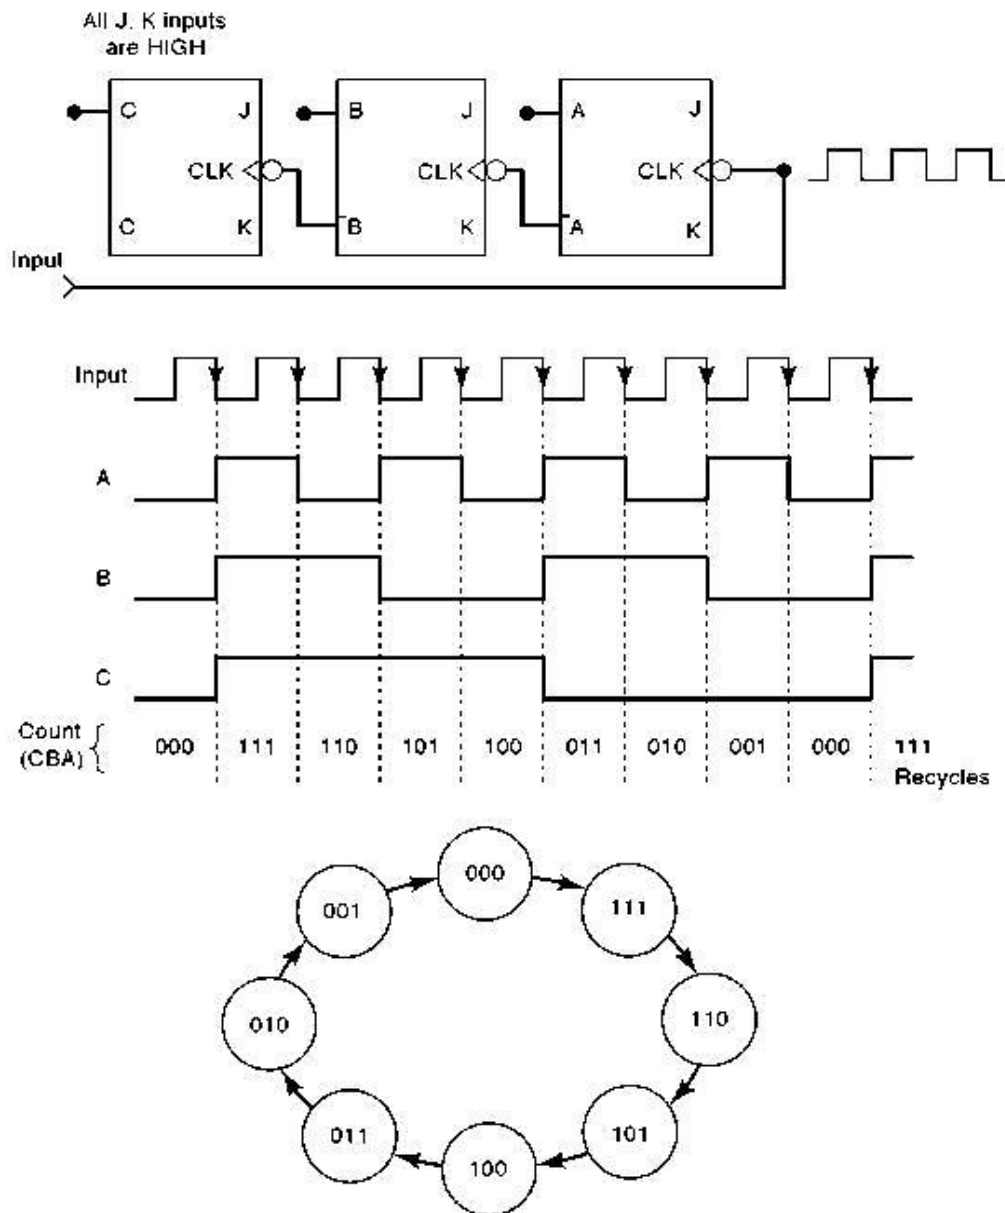 All J, K inputs
are HIGH
C J B J A J
CLK CLK CLK
C K B K A K
Input
Input
A
B
C
Count
(CBA)
000 111 110 101 100 011 010 001 000 111
Recycles
000
001 111
010 110
011 101
100